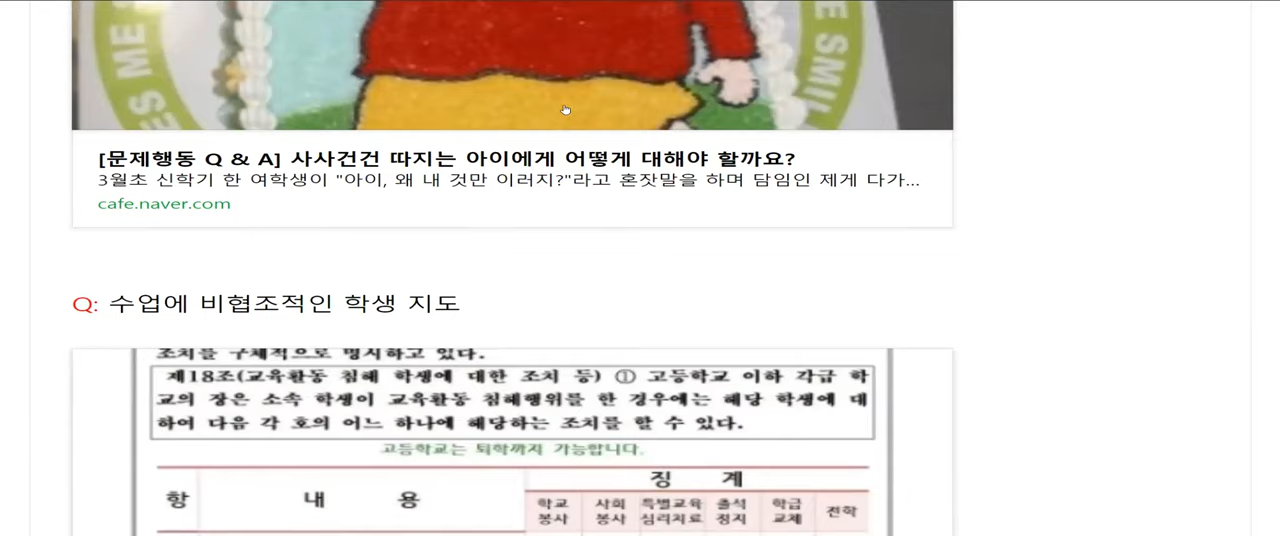 ES ME
E SMIL
[문제행동 Q & A] 사사건건 따지는 아이에게 어떻게 대해야 할까요?
3월초 신학기 한 여학생이 "아이, 왜 내 것만 이러지?"라고 혼잣말을 하며 담임인 제게 다가...
cafe.naver.com
Q: 수업에 비협조적인 학생 지도
조치를 구체적으로 명시하고 있다.
제18조(교육활동 침해 학생에 대한 조치 등) ① 고등학교 이하 각급 학
교의 장은 소속 학생이 교육활동 침해행위를 한 경우에는 해당 학생에 대
하여 다음 각 호의 어느 하나에 해당하는 조치를 할 수 있다.
고등학교는 퇴학까지 가능합니다.
징 계
항 내 용
학교 사회 특별교육 출석 학급 전학
봉사 봉사 심리치료 정지 교체